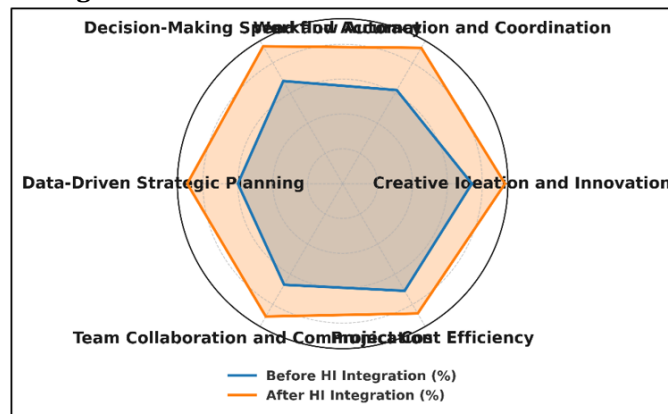 Decision-Making Speed and Accuracy
Workflow Automation and Coordination
Data-Driven Strategic Planning
Creative Ideation and Innovation
Team Collaboration and Communication
Project Cost Efficiency
Before HI Integration (%)
After HI Integration (%)